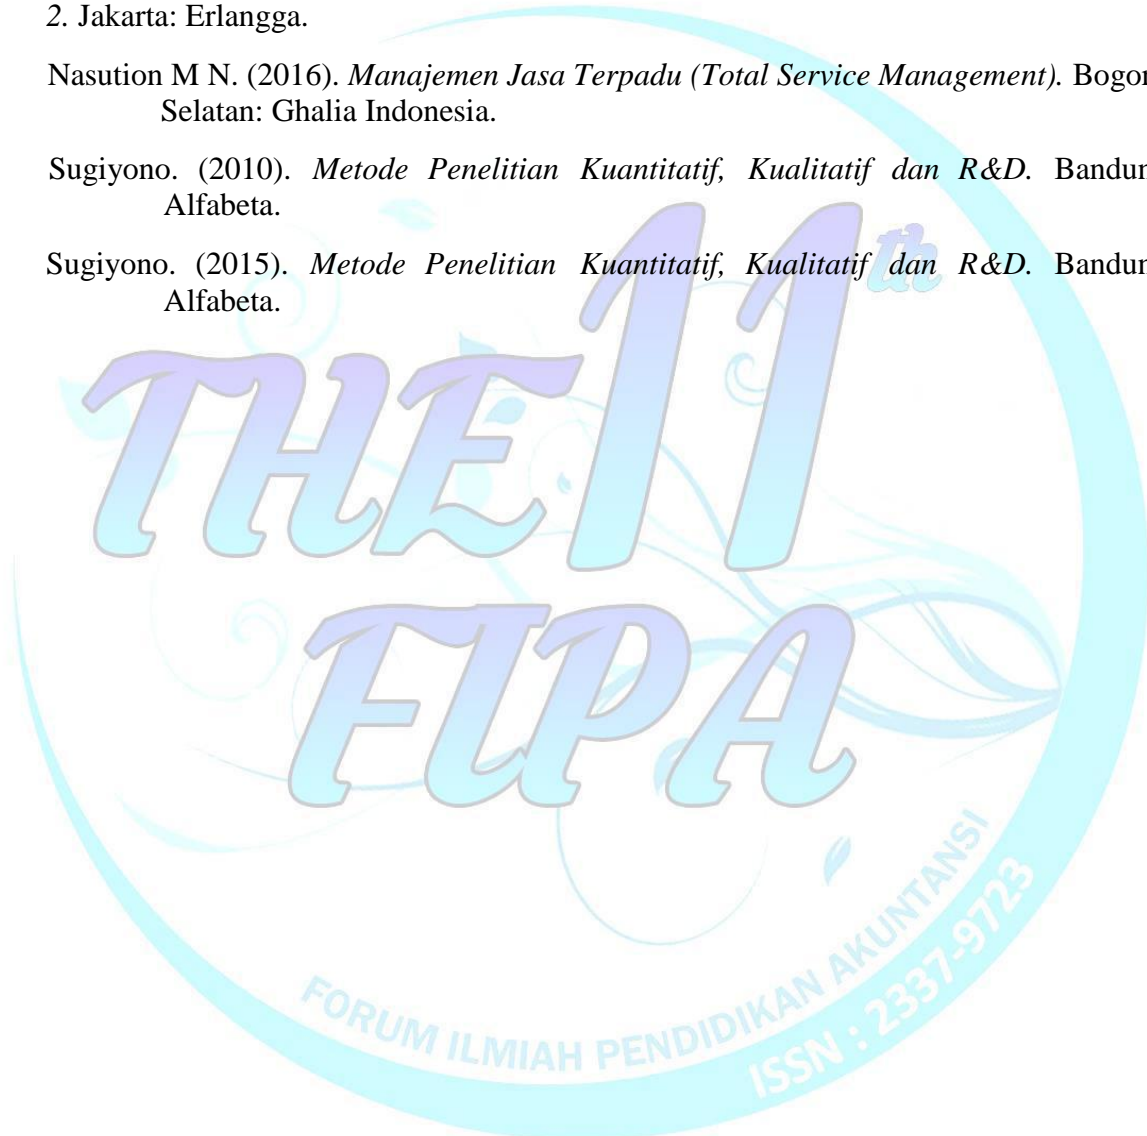 2. Jakarta: Erlangga.
Nasution M N. (2016). Manajemen Jasa Terpadu (Total Service Management). Bogor
Selatan: Ghalia Indonesia.
Sugiyono. (2010). Metode Penelitian Kuantitatif, Kualitatif dan R&D. Bandun
Alfabeta.
Sugiyono. (2015). Metode Penelitian Kuantitatif, Kualitatif dan R&D. Bandun
Alfabeta.
THE 11th
FIPA
FORUM ILMIAH PENDIDIKAN AKUNTANSI
ISSN : 2337-9723